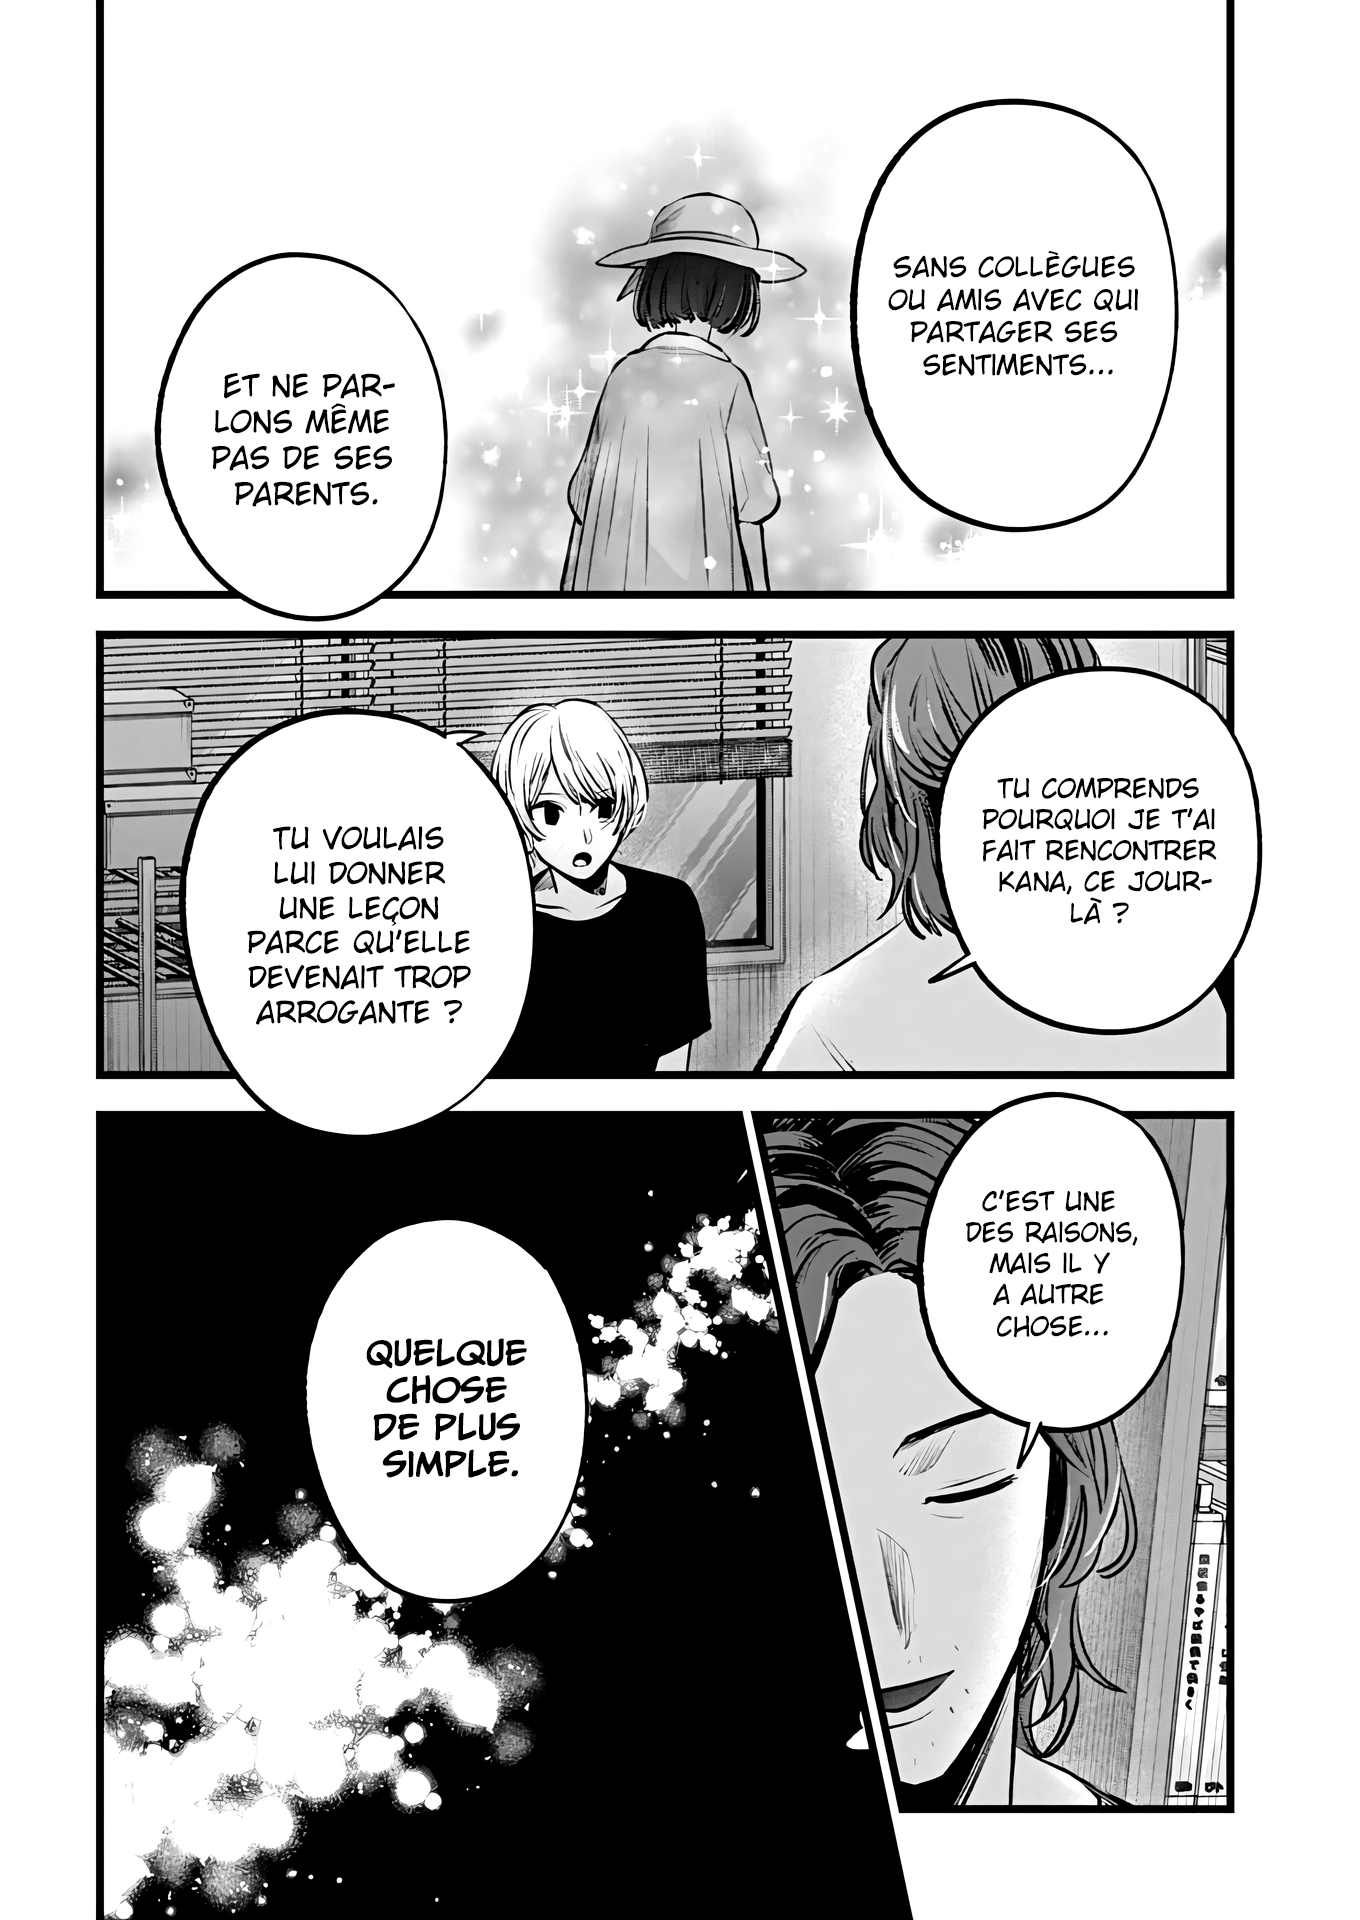 SANS COLLÈGUES
OU AMIS AVEC QUI
PARTAGER SES
SENTIMENTS...
ET NE PAR-
LONS MÊME
PAS DE SES
PARENTS.
TU COMPRENDS
POURQUOI JE T'AI
FAIT RENCONTRER
KANA, CE JOUR-
LÀ ?
TU VOULAIS
LUI DONNER
UNE LEÇON
PARCE QU'ELLE
DEVENAIT TROP
ARROGANTE ?
C'EST UNE
DES RAISONS,
MAIS IL Y
A AUTRE
CHOSE...
QUELQUE
CHOSE
DE PLUS
SIMPLE.